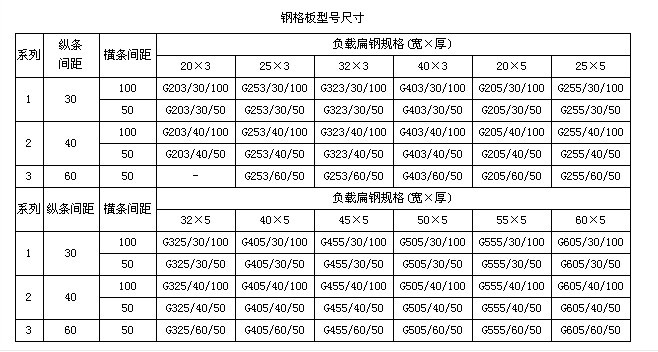 钢格板型号尺寸
系列 纵条间距 横条间距 负载扁钢规格(宽×厚)
20×3 25×3 32×3 40×3 20×5 25×5
1 30 100 G203/30/100 G253/30/100 G323/30/100 G403/30/100 G205/30/100 G255/30/100
50 G203/30/50 G253/30/50 G323/30/50 G403/30/50 G205/30/50 G255/30/50
2 40 100 G203/40/100 G253/40/100 G323/40/100 G403/40/100 G205/40/100 G255/40/100
50 G203/40/50 G253/40/50 G323/40/50 G403/40/50 G205/40/50 G255/40/50
3 60 50 - G253/60/50 G253/60/50 G403/60/50 G205/60/50 G255/60/50
系列 纵条间距 横条间距 负载扁钢规格(宽×厚)
32×5 40×5 45×5 50×5 55×5 60×5
1 30 100 G325/30/100 G405/30/100 G455/30/100 G505/30/100 G555/30/100 G605/30/100
50 G325/30/50 G405/30/50 G455/30/50 G505/30/50 G555/30/50 G605/30/50
2 40 100 G325/40/100 G405/40/100 G455/40/100 G505/40/100 G555/40/100 G605/40/100
50 G325/40/50 G405/40/50 G455/40/50 G505/40/50 G555/40/50 G605/40/50
3 60 50 G325/60/50 G405/60/50 G455/60/50 G505/60/50 G555/60/50 G605/60/50